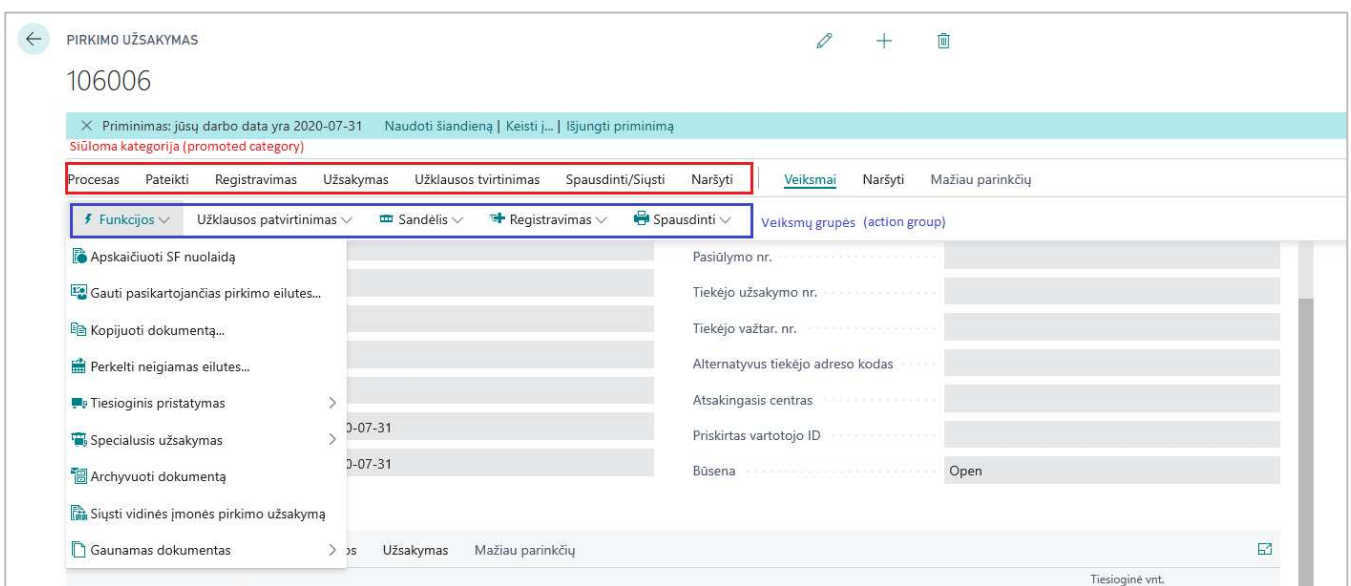 PIRKIMO UŽSAKYMAS
106006
Priminimas: jūsų darbo data yra 2020-07-31 Naudoti šiandieną | Keisti į... | Išjungti priminimą
Siūloma kategorija (promoted category)
Procesas Pateikti Registravimas Užsakymas Užklausos tvirtinimas Spausdinti/Siųsti Naršyti Veiksmai Naršyti Mažiau parinkčių
Funkcijos Užklausos patvirtinimas Sandėlis Registravimas Spausdinti Veiksmų grupės (action group)
Apskaičiuoti SF nuolaidą Pasiūlymo nr.
Gauti pasikartojančias pirkimo eilutes... Tiekėjo užsakymo nr.
Kopijuoti dokumentą... Tiekėjo važtar. nr.
Perkelti neigiamas eilutes... Alternatyvus tiekėjo adreso kodas
Tiesioginis pristatymas Atsakingasis centras
0-07-31 Priskirtas vartotojo ID
Specialusis užsakymas
0-07-31 Būsena Open
Archyvuoti dokumentą
Siųsti vidinės įmonės pirkimo užsakymą
Gaunamas dokumentas os Užsakymas Mažiau parinkčių
Tiesioginė vnt.